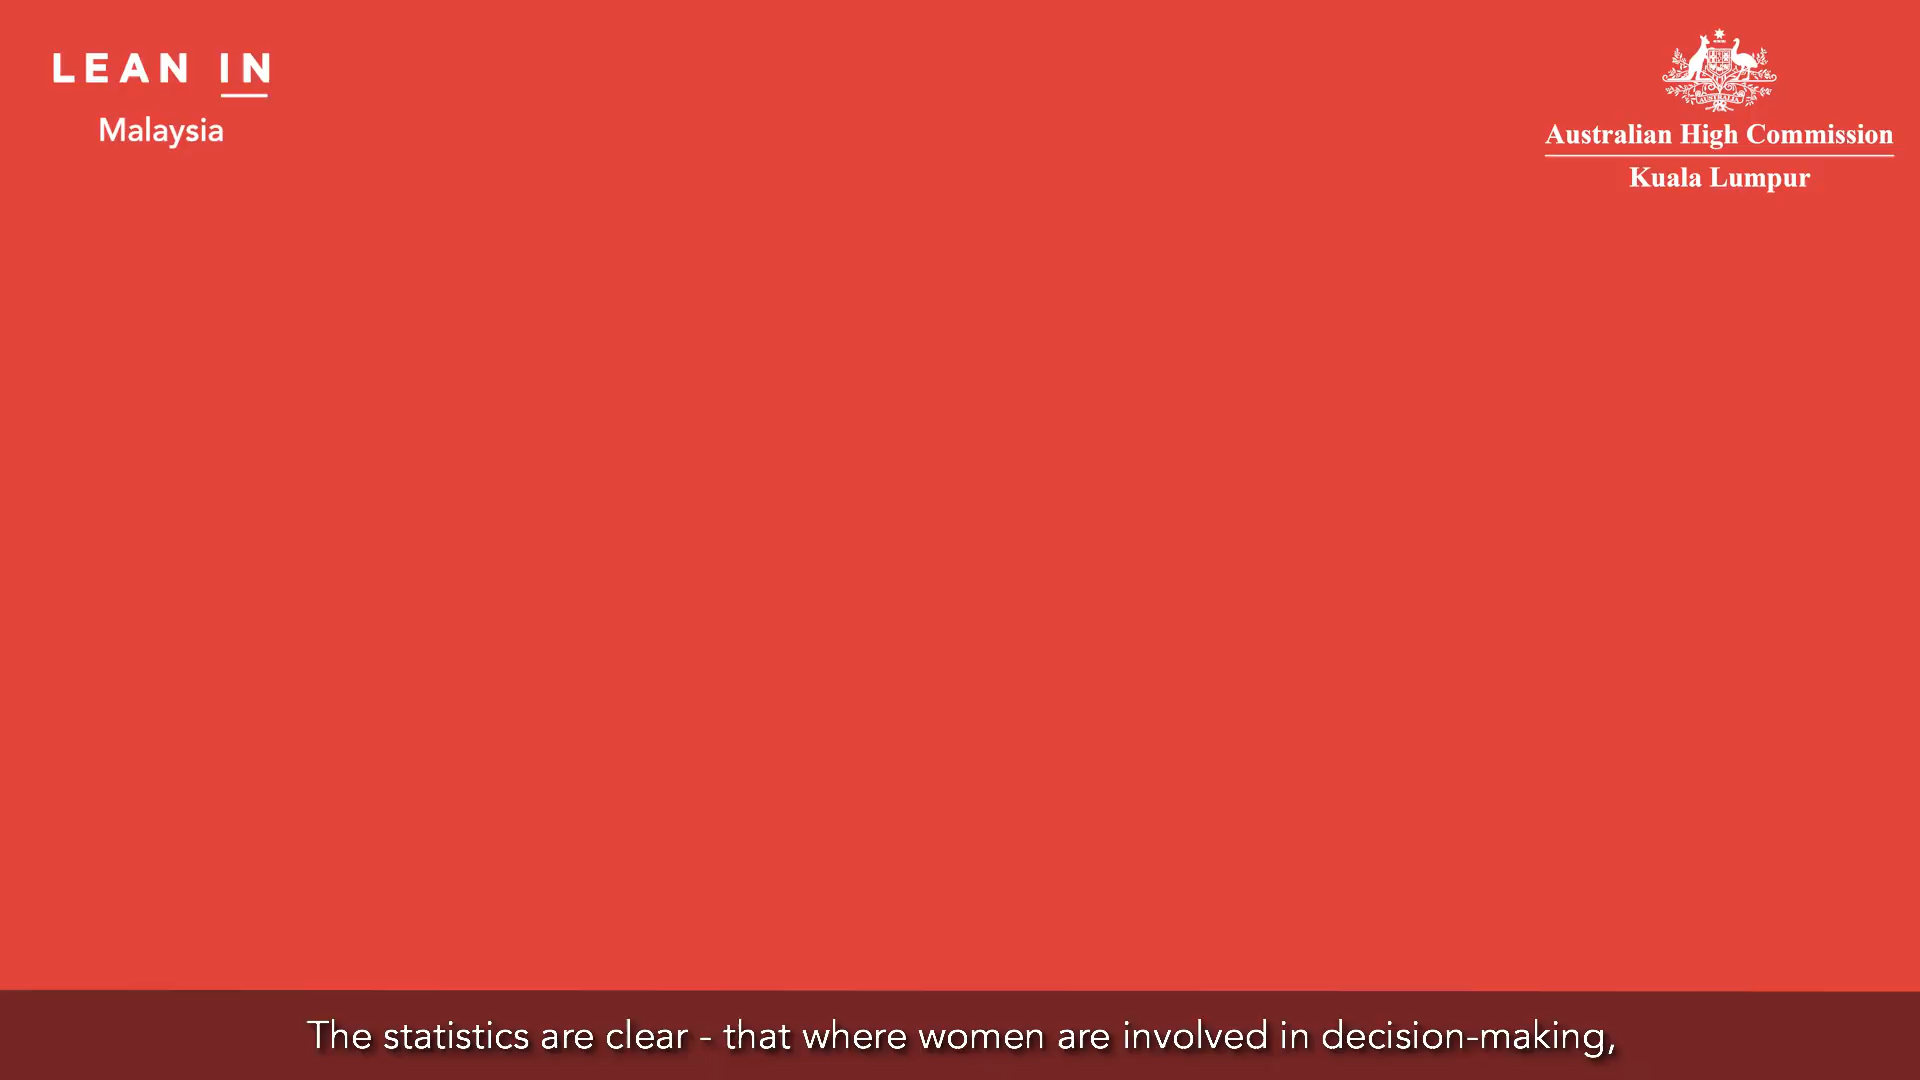 LEAN IN
Malaysia
AUSTRALIA
Australian High Commission
Kuala Lumpur
The statistics are clear - that where women are involved in decision-making,